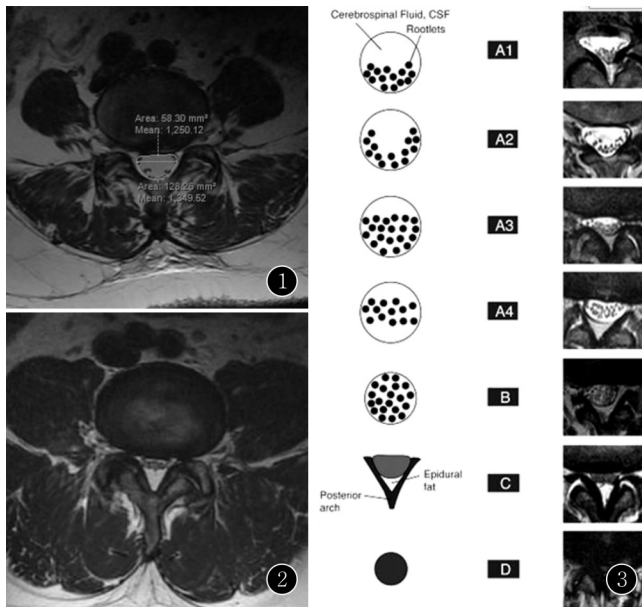 Area: 58.30 mm²
Mean: 1,250.12
Area: 128.26 mm²
Mean: 1,349.52
1
2
Cerebrospinal Fluid, CSF
Rootlets
A1
A2
A3
A4
B
Epidural
fat
Posterior
arch
C
D
3